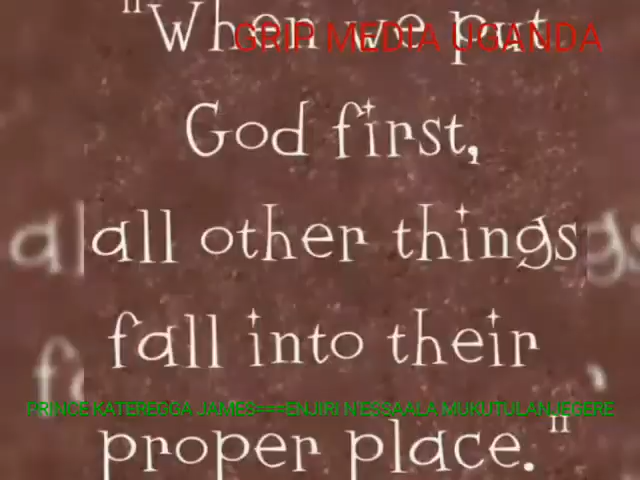 "When we put
GRIP MEDIA UGANDA
God first,
all other things
fall into their
PRINCE KATEREGGA JAMES===ENJIIRI N'ESSAALA MUKUTULANJEGERE
proper place."